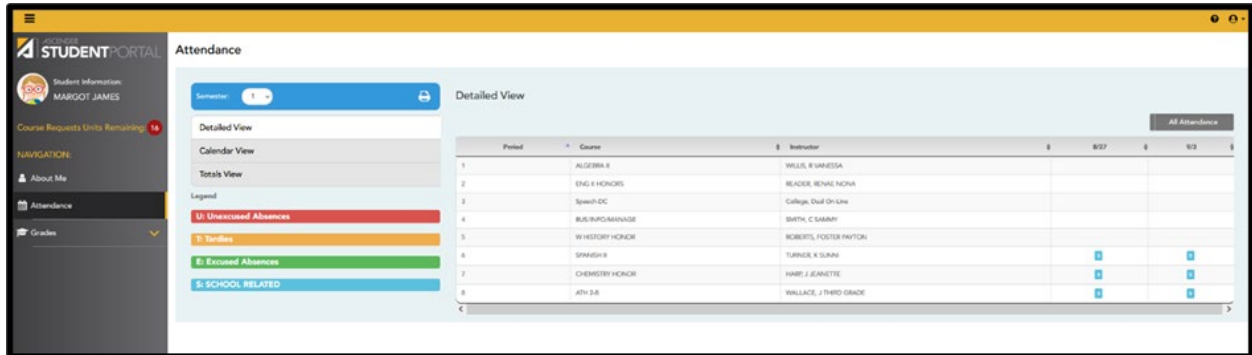 ASCENDER
STUDENTPORTAL
Student Information:
MARGOT JAMES
Course Requests Units Remaining: 16
NAVIGATION:
About Me
Attendance
Grades
Attendance
Semester: 1
Detailed View
Calendar View
Totals View
Legend
U: Unexcused Absences
T: Tardies
E: Excused Absences
S: SCHOOL RELATED
Detailed View
All Attendance
Period Course Instructor 8/27 9/3
1 ALGEBRA II WILLIS, R VANESSA
2 ENG II HONORS READER, RENAE NONA
3 Speech-DC College, Dual On-Line
4 BUS/INFO/MANAGE SMITH, C SAMMY
5 W HISTORY HONOR ROBERTS, FOSTER PAYTON
6 SPANISH II TURNER, K SUNNI S S
7 CHEMISTRY HONOR HARP, J JEANETTE S S
8 ATH 2-B WALLACE, J THIRD GRADE S S